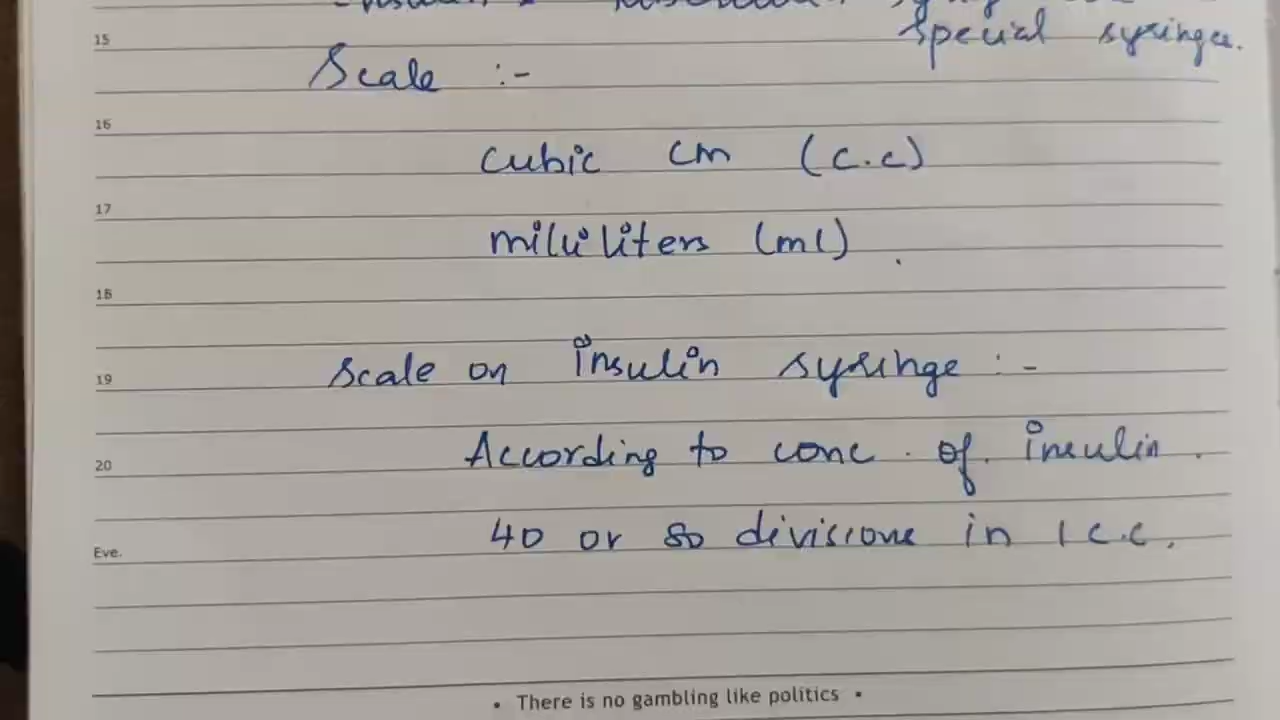 special syringes.
15
Scale :-
16
cubic cm (c.c)
17
mililiters (ml)
18
19
Scale on insulin syringe :-
20
According to conc. of insulin.
40 or 80 divisions in 1 c.c.
Eve.
• There is no gambling like politics •